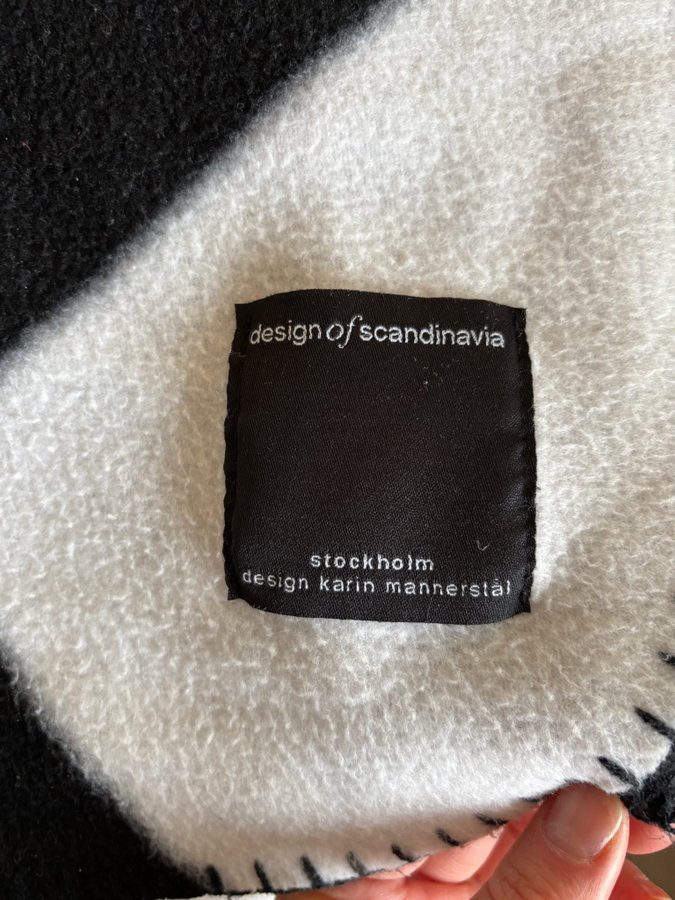 design of scandinavia
stockholm
design karin mannerstål